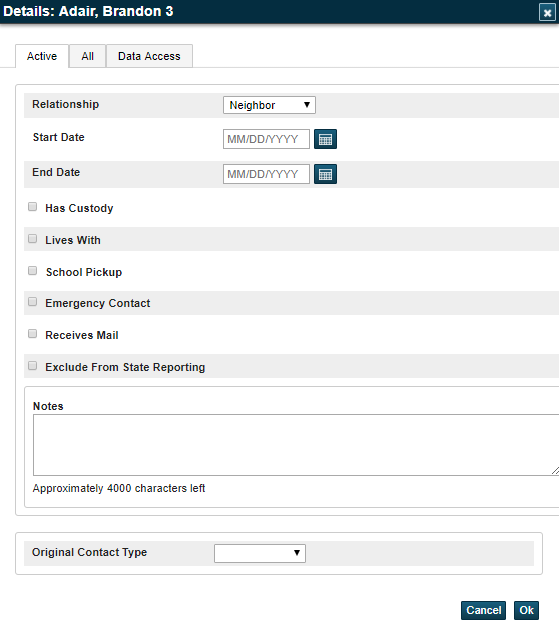 Details: Adair, Brandon 3
Active All Data Access
Relationship Neighbor
Start Date MM/DD/YYYY
End Date MM/DD/YYYY
Has Custody
Lives With
School Pickup
Emergency Contact
Receives Mail
Exclude From State Reporting
Notes
Approximately 4000 characters left
Original Contact Type
Cancel Ok